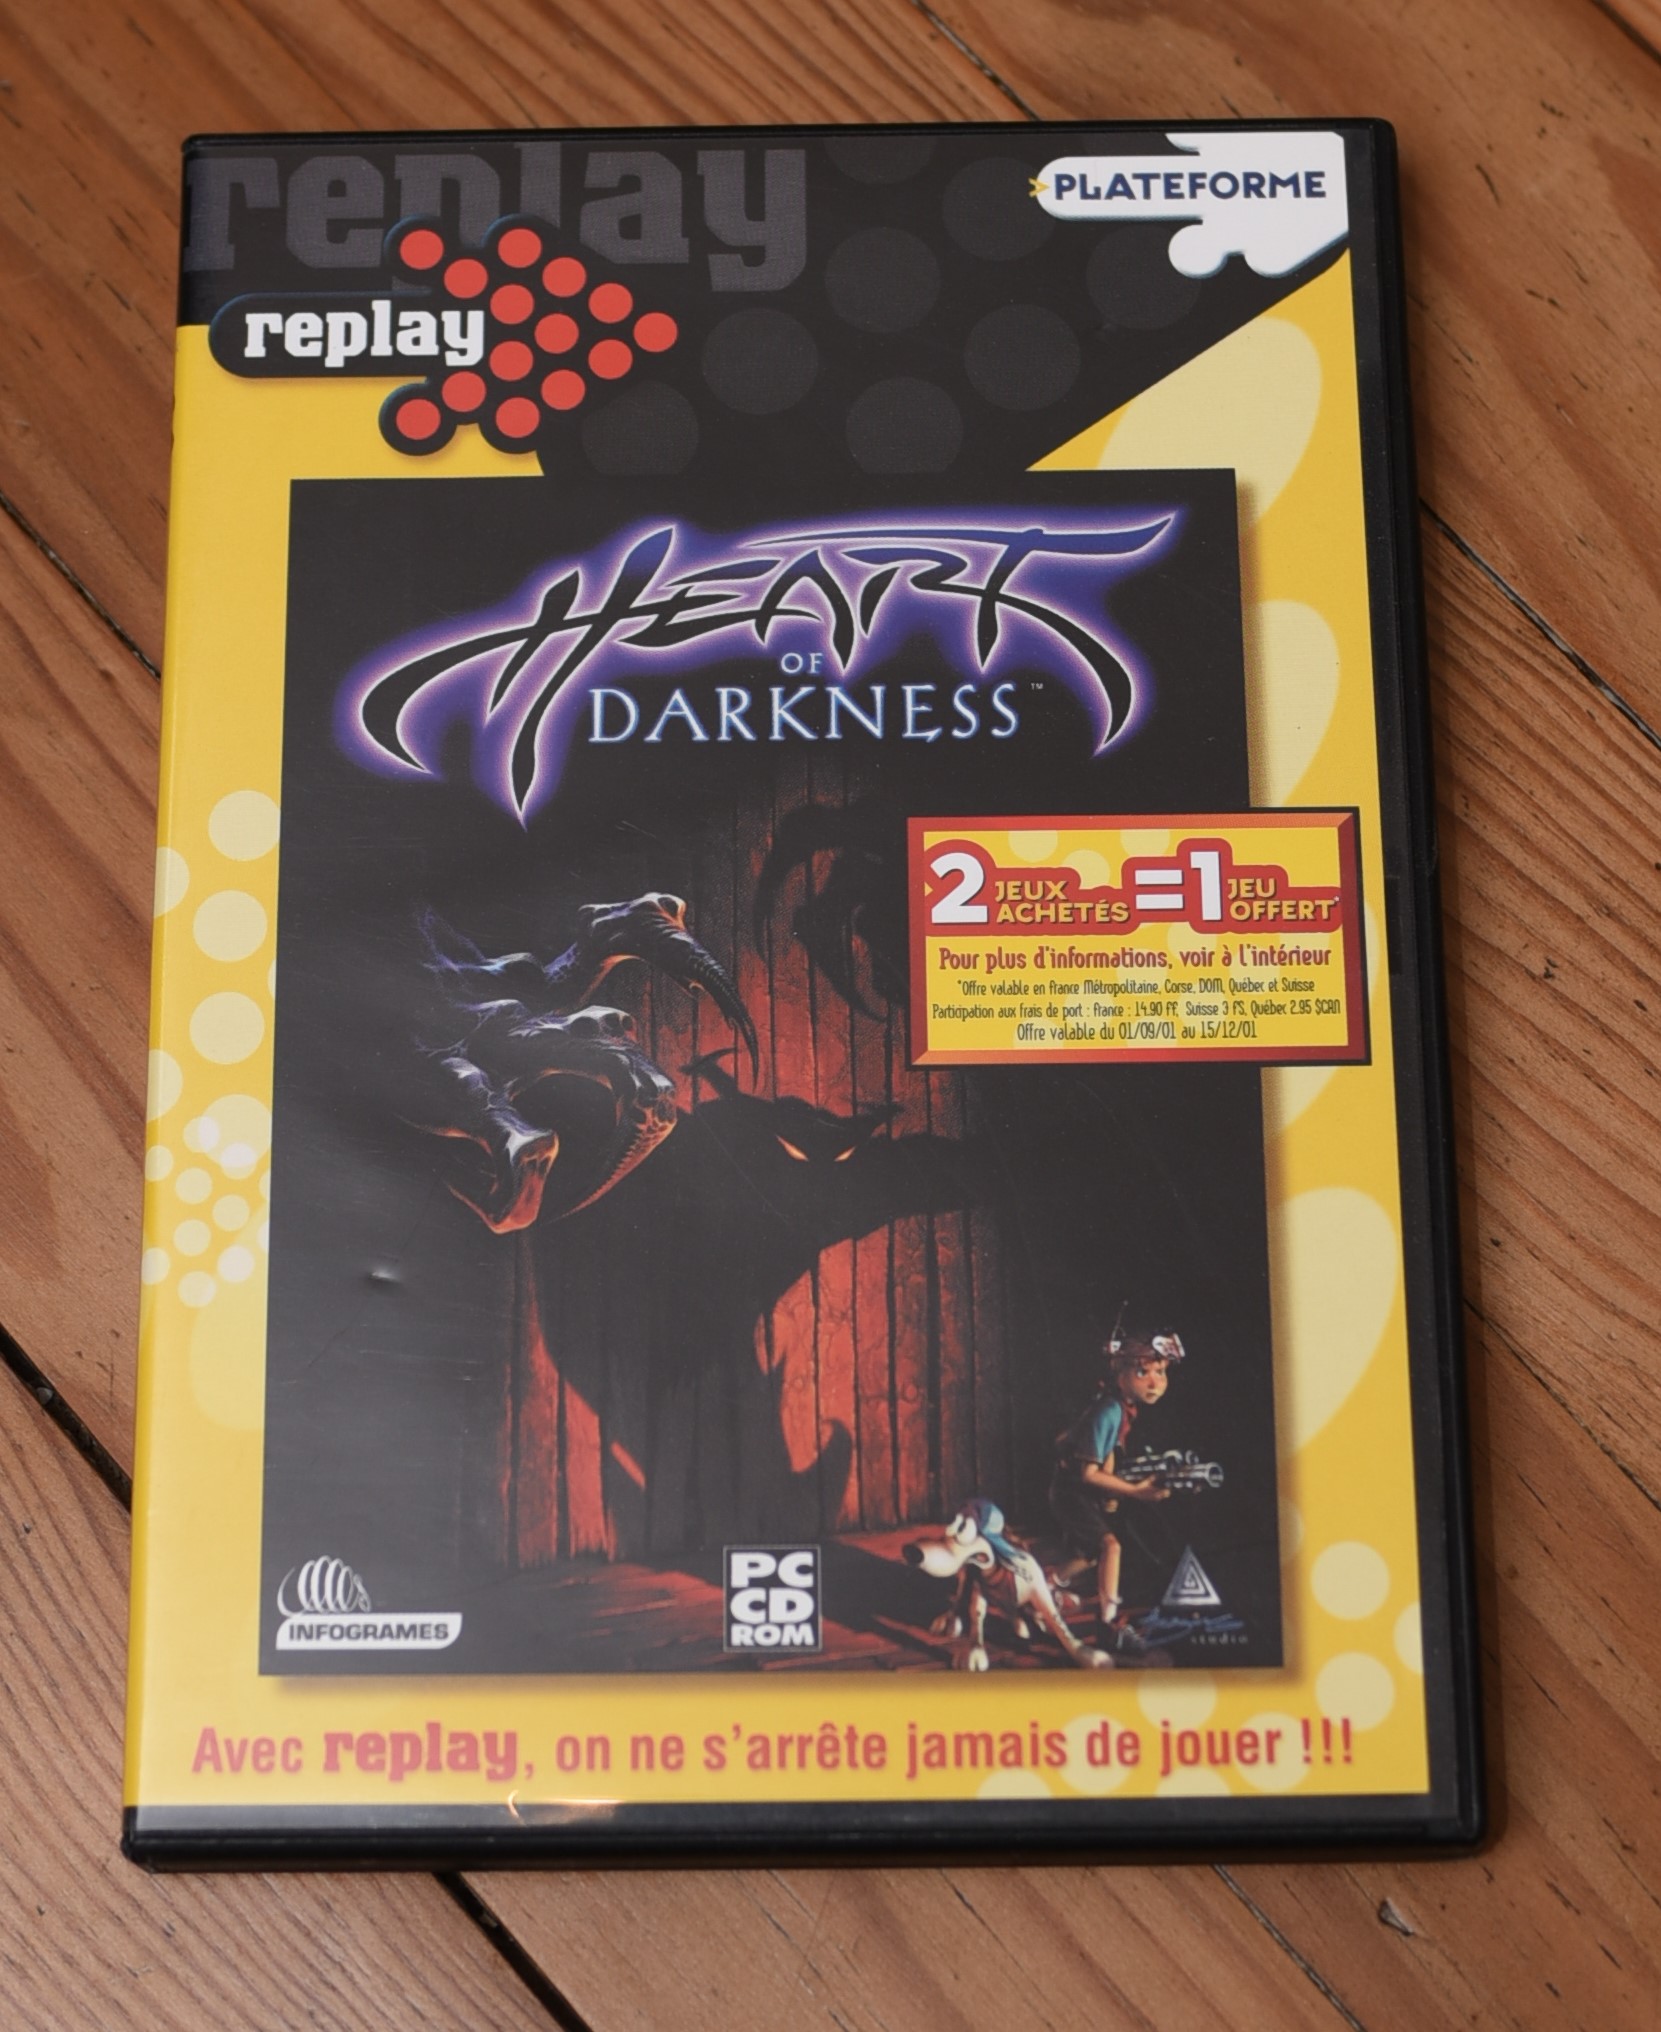 replay
PLATEFORME
replay
HEART
OF
DARKNESS™
2 JEUX ACHETÉS = 1 JEU OFFERT*
Pour plus d'informations, voir à l'intérieur
*Offre valable en France Métropolitaine, Corse, DOM, Québec et Suisse
Participation aux frais de port : France : 14.90 FF, Suisse 3 FS, Québec 2.95 $CAN
Offre valable du 01/09/01 au 15/12/01
INFOGRAMES
PC
CD
ROM
studio
Avec replay, on ne s'arrête jamais de jouer !!!